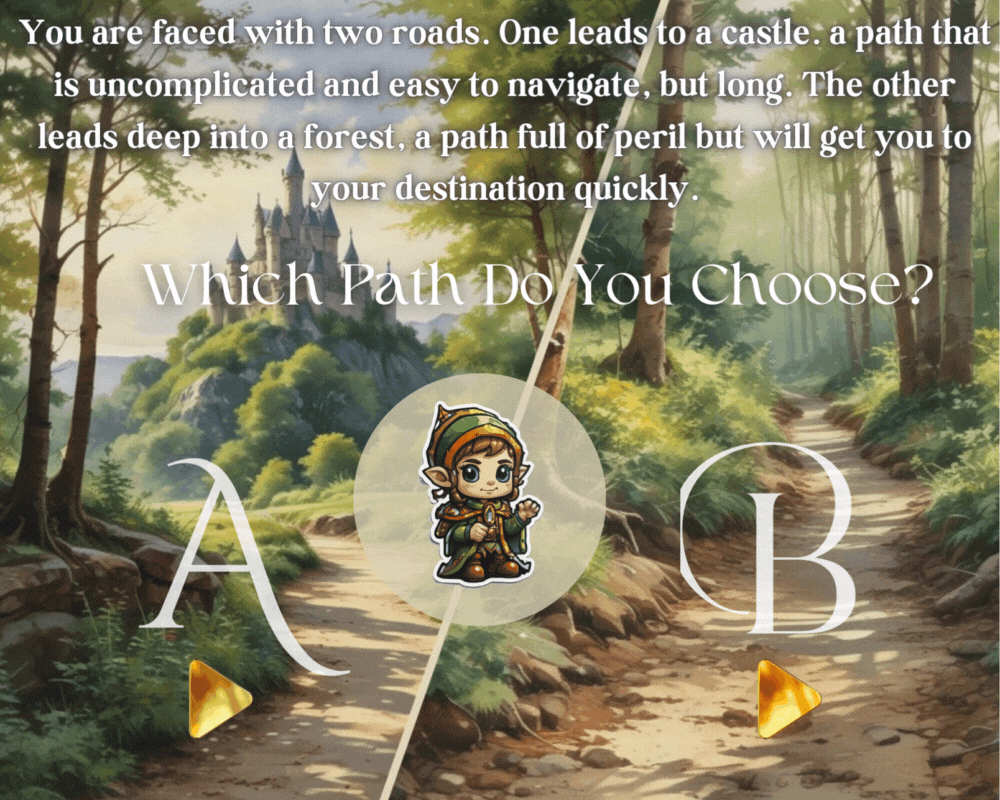 You are faced with two roads. One leads to a castle. a path that
is uncomplicated and easy to navigate, but long. The other
leads deep into a forest, a path full of peril but will get you to
your destination quickly.
Which Path Do You Choose?
A
B